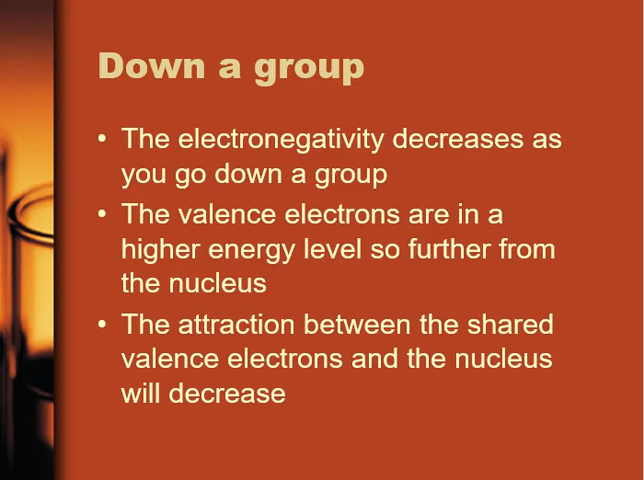 Down a group
• The electronegativity decreases as
you go down a group
• The valence electrons are in a
higher energy level so further from
the nucleus
• The attraction between the shared
valence electrons and the nucleus
will decrease